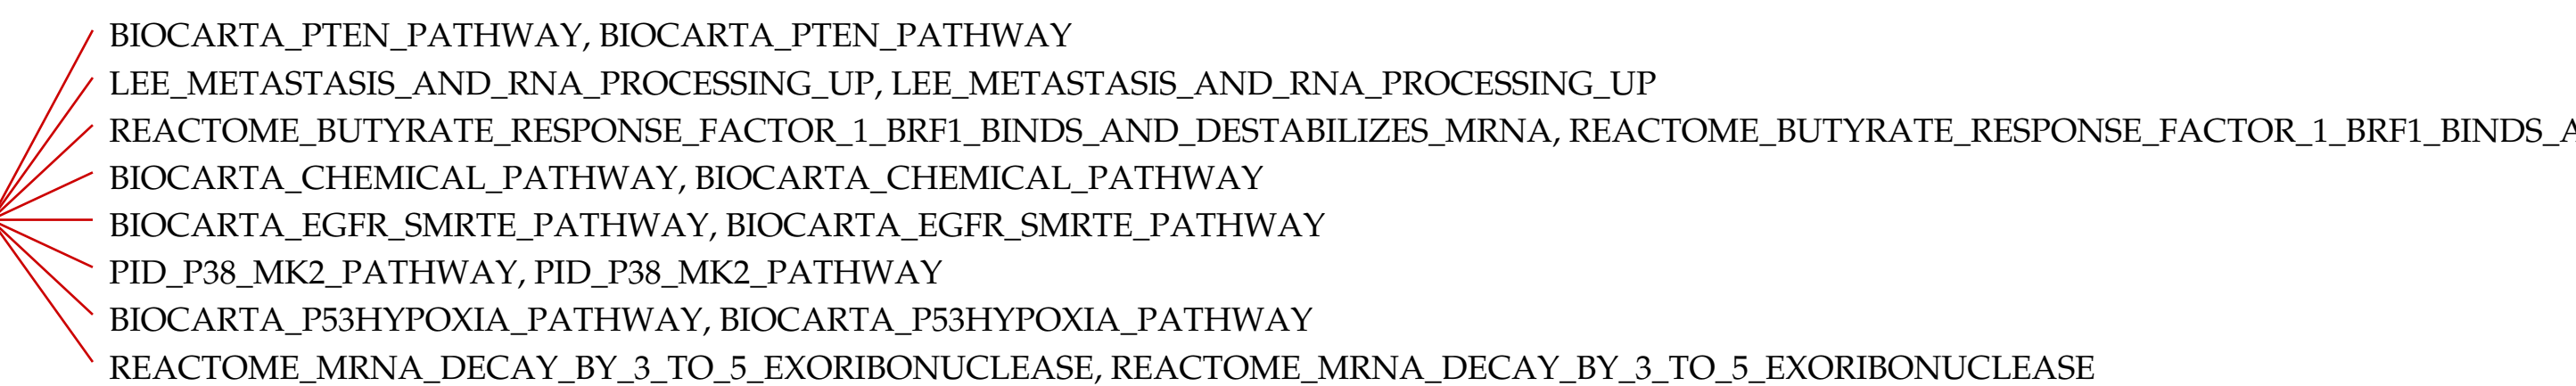 BIOCARTA_PTEN_PATHWAY, BIOCARTA_PTEN_PATHWAY
LEE_METASTASIS_AND_RNA_PROCESSING_UP, LEE_METASTASIS_AND_RNA_PROCESSING_UP
REACTOME_BUTYRATE_RESPONSE_FACTOR_1_BRF1_BINDS_AND_DESTABILIZES_MRNA, REACTOME_BUTYRATE_RESPONSE_FACTOR_1_BRF1_BINDS_A
BIOCARTA_CHEMICAL_PATHWAY, BIOCARTA_CHEMICAL_PATHWAY
BIOCARTA_EGFR_SMRTE_PATHWAY, BIOCARTA_EGFR_SMRTE_PATHWAY
PID_P38_MK2_PATHWAY, PID_P38_MK2_PATHWAY
BIOCARTA_P53HYPOXIA_PATHWAY, BIOCARTA_P53HYPOXIA_PATHWAY
REACTOME_MRNA_DECAY_BY_3_TO_5_EXORIBONUCLEASE, REACTOME_MRNA_DECAY_BY_3_TO_5_EXORIBONUCLEASE